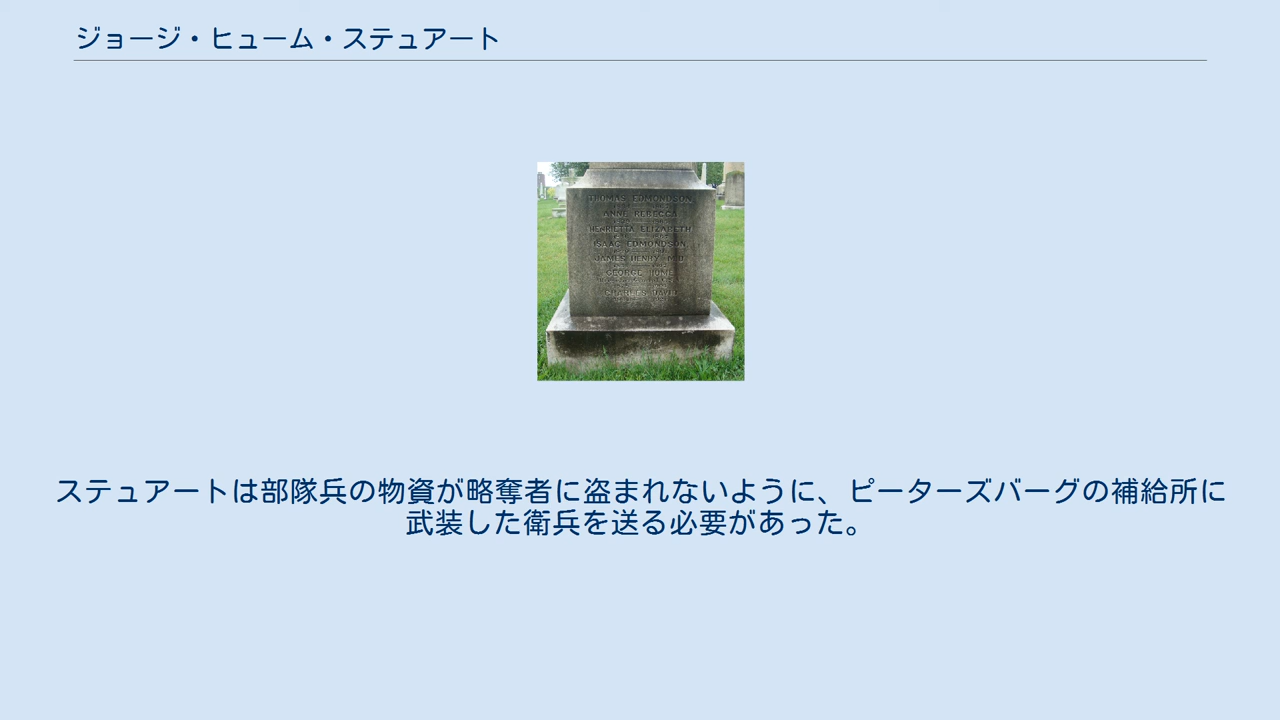 ジョージ・ヒューム・ステュアート
THOMAS EDMONDSON
ANNE REBECCA
HENRIETTA ELIZABETH
ISAAC EDMONDSON
JAMES HENRY M.D.
GEORGE HUME
CHARLES DAVID
ステュアートは部隊兵の物資が略奪者に盗まれないように、ピーターズバーグの補給所に
武装した衛兵を送る必要があった。